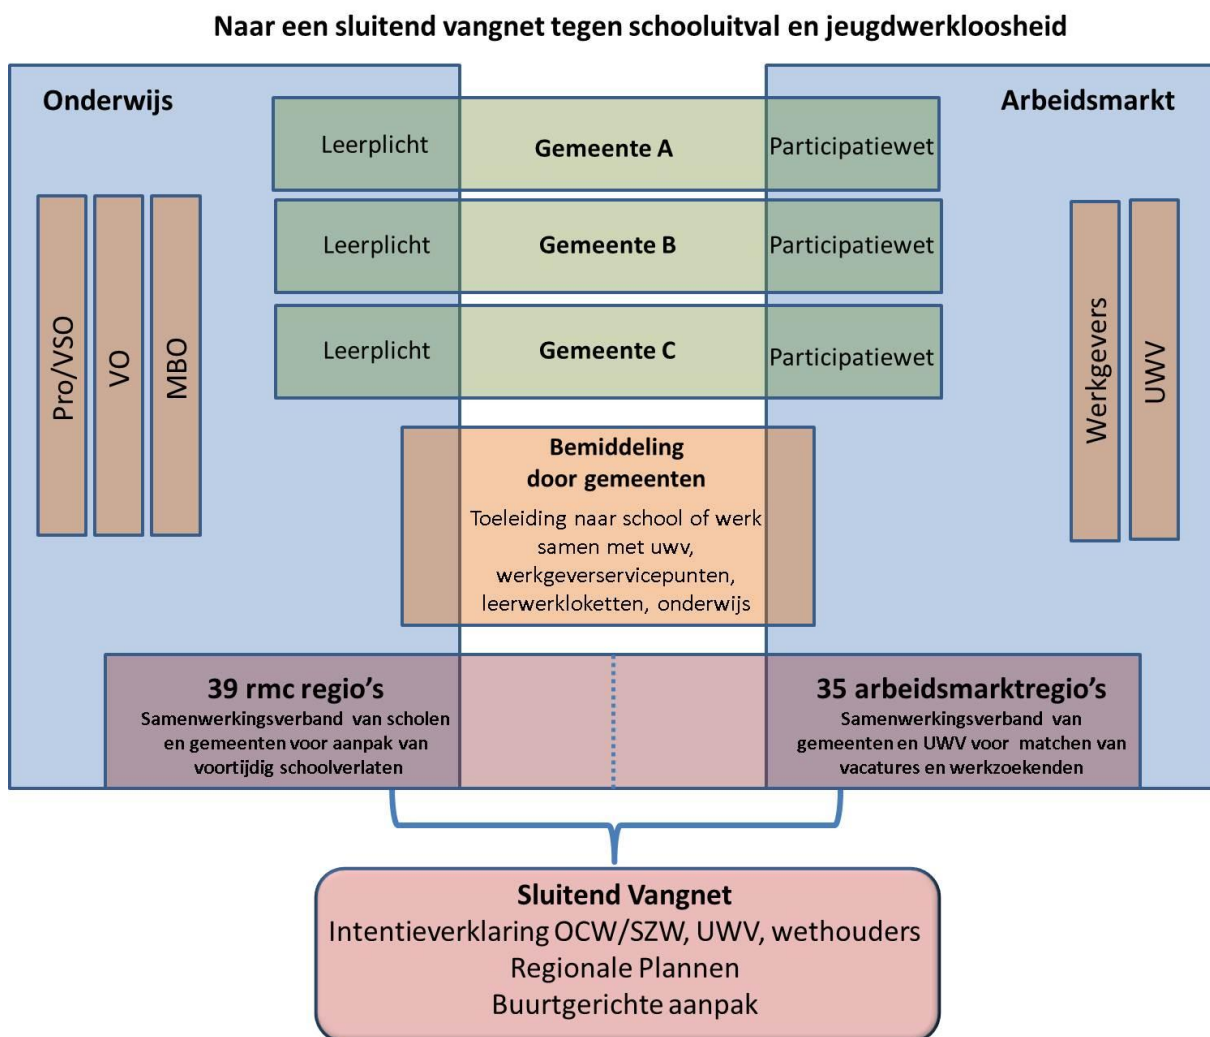 Naar een sluitend vangnet tegen schooluitval en jeugdwerkloosheid
Onderwijs
Arbeidsmarkt
Leerplicht
Gemeente A
Participatiewet
Leerplicht
Gemeente B
Participatiewet
Leerplicht
Gemeente C
Participatiewet
Pro/VSO
VO
MBO
Werkgevers
UWV
Bemiddeling
door gemeenten
Toeleiding naar school of werk
samen met uwv,
werkgeverservicepunten,
leerwerkloketten, onderwijs
39 rmc regio's
Samenwerkingsverband van scholen
en gemeenten voor aanpak van
voortijdig schoolverlaten
35 arbeidsmarktregio's
Samenwerkingsverband van
gemeenten en UWV voor matchen van
vacatures en werkzoekenden
Sluitend Vangnet
Intentieverklaring OCW/SZW, UWV, wethouders
Regionale Plannen
Buurtgerichte aanpak